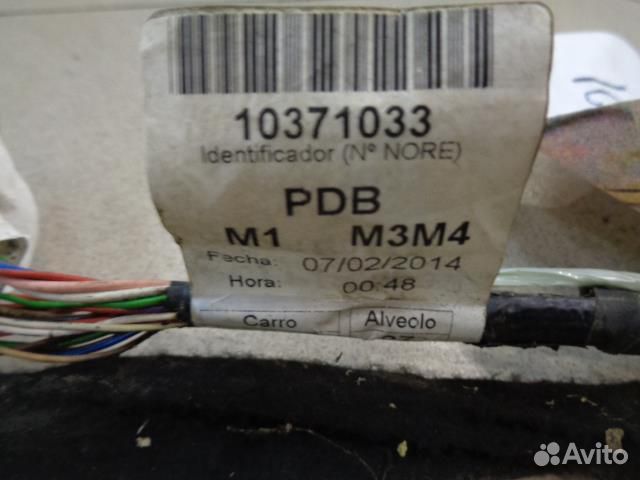 10371033
Identificador (Nº NORE)
PDB
M1 M3M4
Fecha: 07/02/2014
Hora: 00:48
Carro Alveolo
Avito